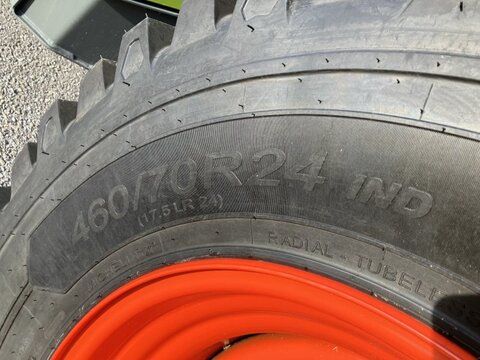 460/70R24 IND
(17,5 LR 24)
RADIAL - TUBELE